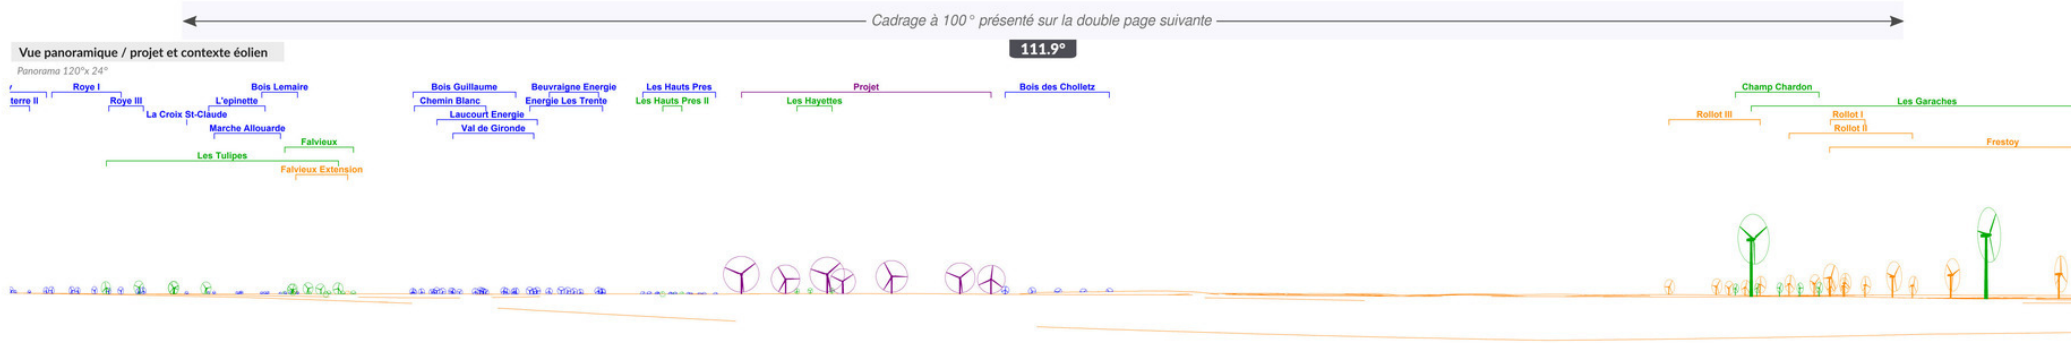 Cadrage à 100° présenté sur la double page suivante
111.9°
Vue panoramique / projet et contexte éolien
Panorama 120°x 24°
Roye I
Bois Lemaire
Bois Guillaume
Beuvraigne Energie
Les Hauts Pres
Projet
Bois des Cholletz
Champ Chardon
terre II
Roye III
L'epinette
Chemin Blanc
Energie Les Trente
Les Hauts Pres II
Les Hayettes
Les Garaches
La Croix St-Claude
Laucourt Energie
Rollot III
Rollot I
Marche Allouarde
Val de Gironde
Rollot II
Falvieux
Frestoy
Les Tulipes
Falvieux Extension